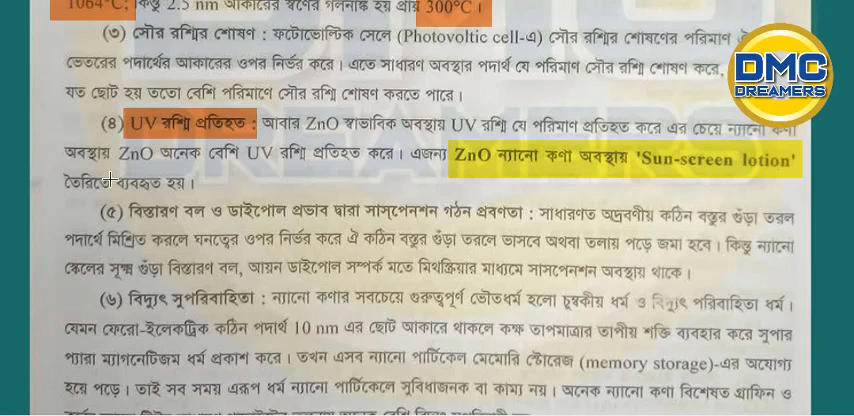 1064°C; কিন্তু 2.5 nm আকারের স্বর্ণের গলনাঙ্ক হয় প্রায় 300°C ।
(৩) সৌর রশ্মির শোষণ : ফটোভোল্টিক সেলে (Photovoltic cell-এ) সৌর রশ্মির শোষণের পরিমাণ
ভেতরের পদার্থের আকারের ওপর নির্ভর করে। এতে সাধারণ অবস্থার পদার্থ যে পরিমাণ সৌর রশ্মি শোষণ করে,
যত ছোট হয় ততো বেশি পরিমাণে সৌর রশ্মি শোষণ করতে পারে।
DMC
DREAMERS
(৪) UV রশ্মি প্রতিহত : আবার ZnO স্বাভাবিক অবস্থায় UV রশ্মি যে পরিমাণ প্রতিহত করে এর চেয়ে ন্যানো কণা
অবস্থায় ZnO অনেক বেশি UV রশ্মি প্রতিহত করে। এজন্য ZnO ন্যানো কণা অবস্থায় 'Sun-screen lotion'
তৈরিতে ব্যবহৃত হয়।
(৫) বিস্তারণ বল ও ডাইপোল প্রভাব দ্বারা সাস্পেনশন গঠন প্রবণতা : সাধারণত অদ্রবণীয় কঠিন বস্তুর গুঁড়া তরল
পদার্থে মিশ্রিত করলে ঘনত্বের ওপর নির্ভর করে ঐ কঠিন বস্তুর গুঁড়া তরলে ভাসবে অথবা তলায় পড়ে জমা হবে। কিন্তু ন্যানো
স্কেলের সূক্ষ্ম গুঁড়া বিস্তারণ বল, আয়ন ডাইপোল সম্পর্ক মতে মিথষ্ক্রিয়ার মাধ্যমে সাসপেনশন অবস্থায় থাকে।
(৬) বিদ্যুৎ সুপরিবাহিতা : ন্যানো কণার সবচেয়ে গুরুত্বপূর্ণ ভৌতধর্ম হলো চুম্বকীয় ধর্ম ও বিদ্যুৎ পরিবাহিতা ধর্ম।
যেমন ফেরো-ইলেকট্রিক কঠিন পদার্থ 10 nm এর ছোট আকারে থাকলে কক্ষ তাপমাত্রার তাপীয় শক্তি ব্যবহার করে সুপার
প্যারা ম্যাগনেটিজম ধর্ম প্রকাশ করে। তখন এসব ন্যানো পার্টিকেল মেমোরি স্টোরেজ (memory storage)-এর অযোগ্য
হয়ে পড়ে। তাই সব সময় এরূপ ধর্ম ন্যানো পার্টিকেলে সুবিধাজনক বা কাম্য নয়। অনেক ন্যানো কণা বিশেষত গ্রাফিন ও